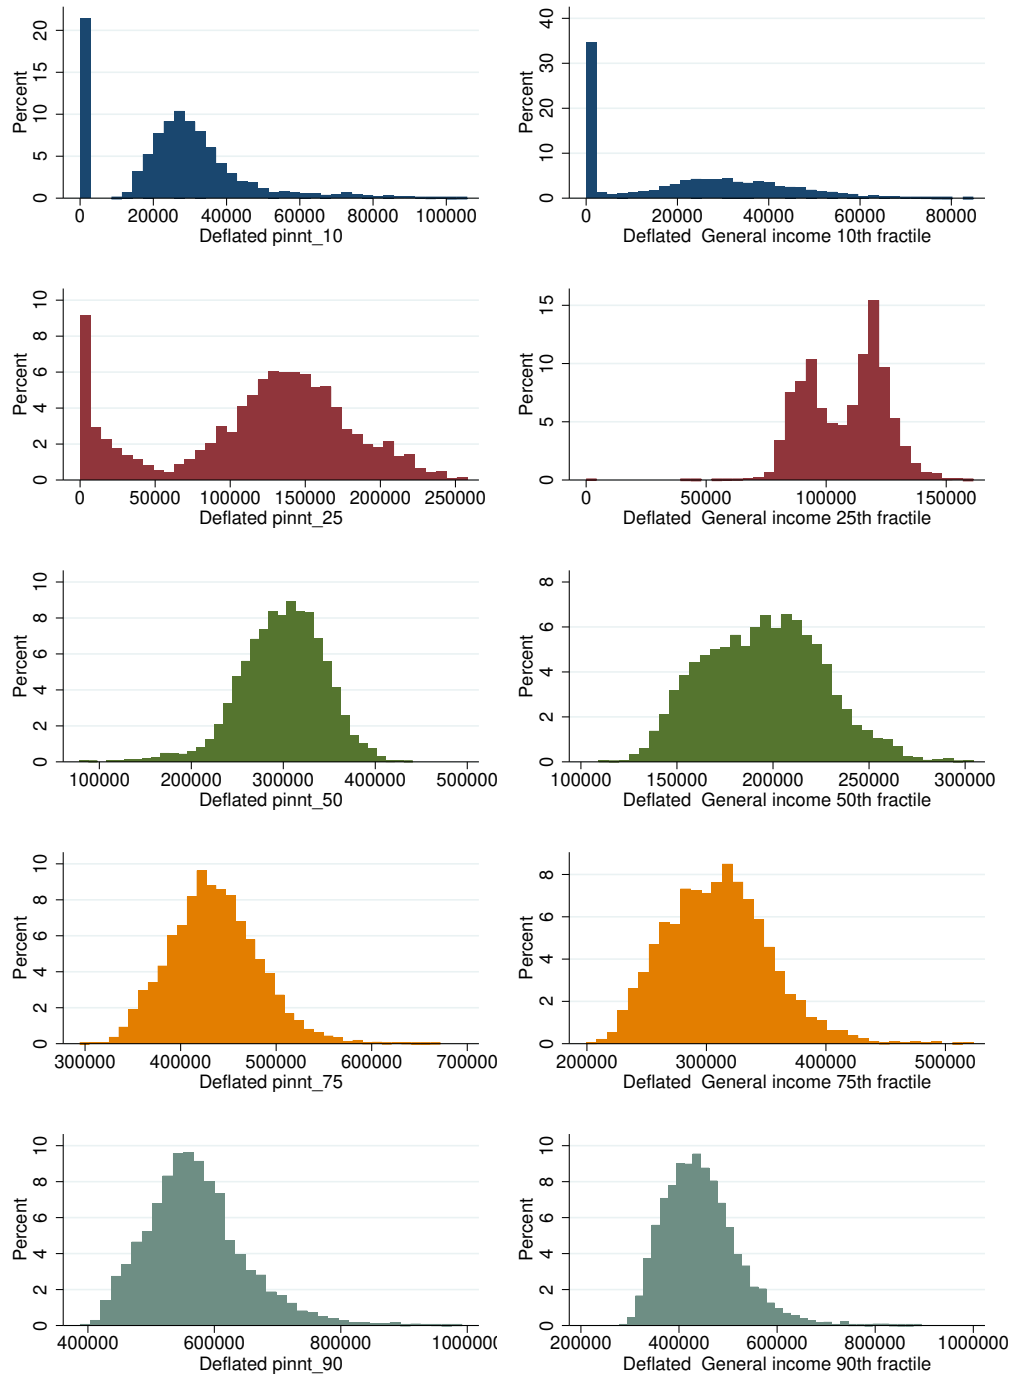 Percent
0 5 10 15 20
0 20000 40000 60000 80000 100000
Deflated pinnt_10
Percent
0 10 20 30 40
0 20000 40000 60000 80000
Deflated General income 10th fractile
Percent
0 2 4 6 8 10
0 50000 100000 150000 200000 250000
Deflated pinnt_25
Percent
0 5 10 15
0 50000 100000 150000
Deflated General income 25th fractile
Percent
0 2 4 6 8 10
100000 200000 300000 400000 500000
Deflated pinnt_50
Percent
0 2 4 6 8
100000 150000 200000 250000 300000
Deflated General income 50th fractile
Percent
0 2 4 6 8 10
300000 400000 500000 600000 700000
Deflated pinnt_75
Percent
0 2 4 6 8
200000 300000 400000 500000
Deflated General income 75th fractile
Percent
0 2 4 6 8 10
400000 600000 800000 1000000
Deflated pinnt_90
Percent
0 2 4 6 8 10
200000 400000 600000 800000 1000000
Deflated General income 90th fractile